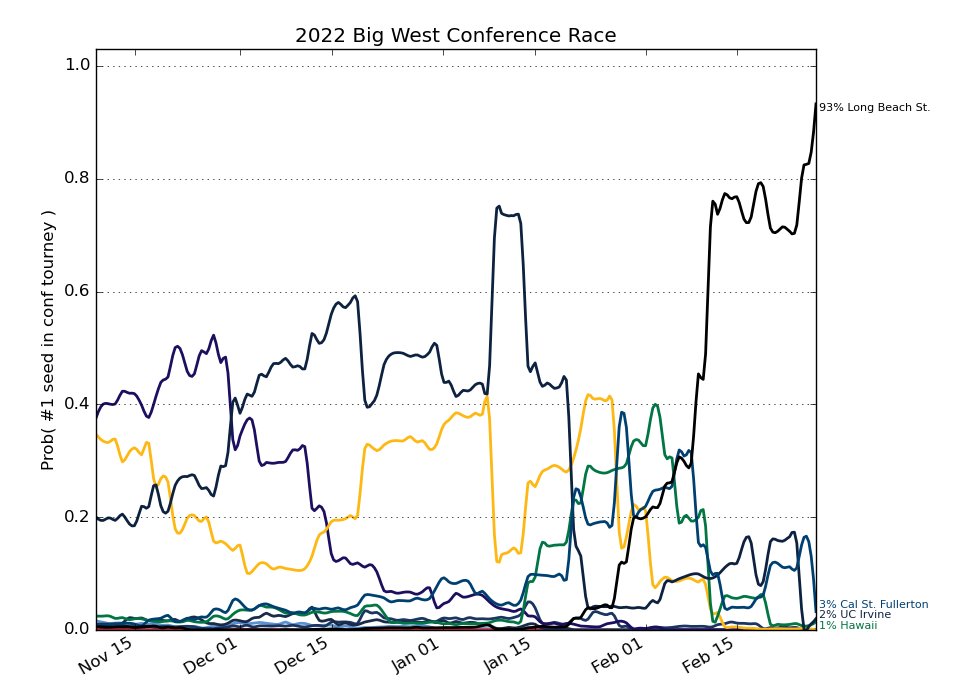 2022 Big West Conference Race
Prob( #1 seed in conf tourney )
1.0
0.8
0.6
0.4
0.2
0.0
Nov 15
Dec 01
Dec 15
Jan 01
Jan 15
Feb 01
Feb 15
93% Long Beach St.
3% Cal St. Fullerton
2% UC Irvine
1% Hawaii